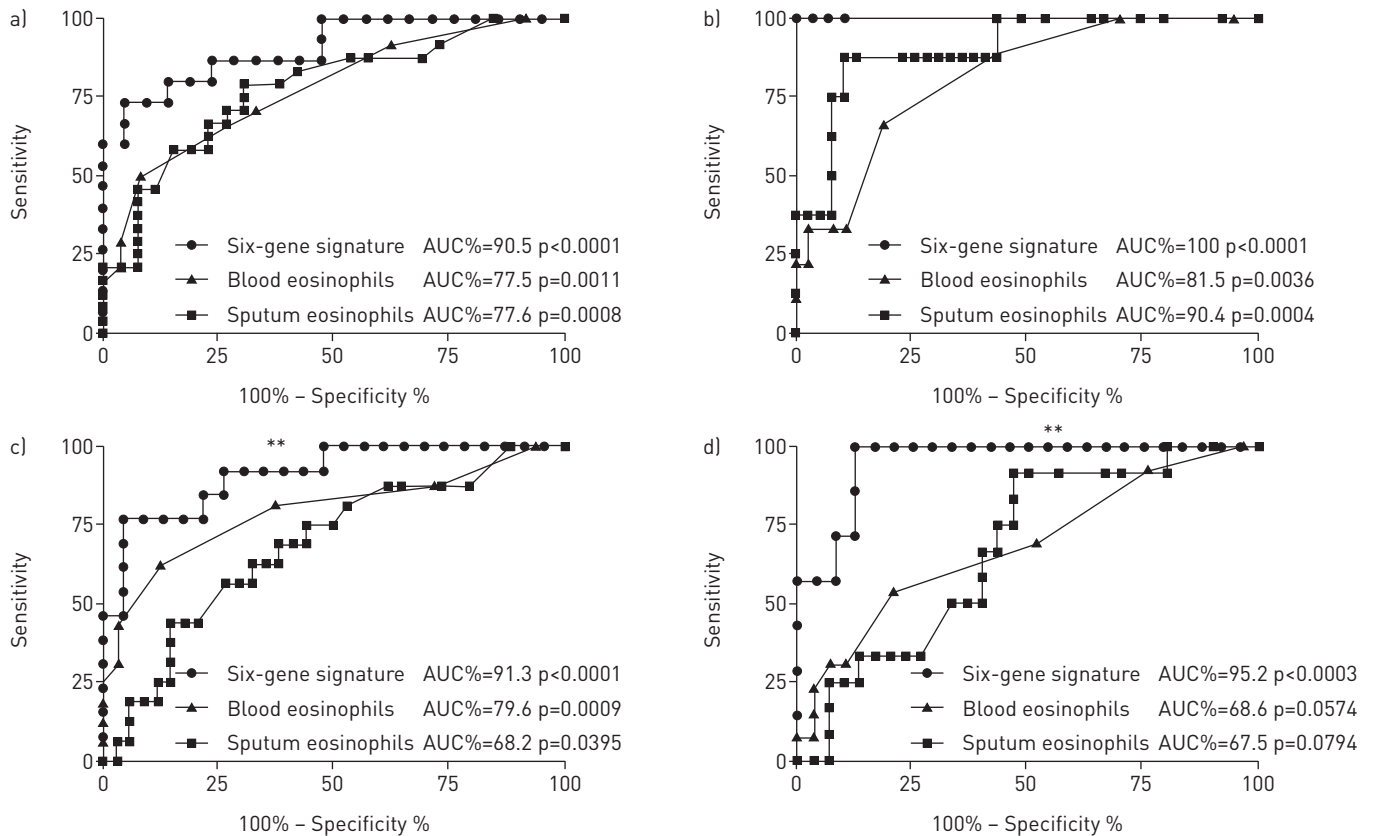 a)
100
75
50
25
0
Sensitivity
Six-gene signature AUC%=90.5 p<0.0001
Blood eosinophils AUC%=77.5 p=0.0011
Sputum eosinophils AUC%=77.6 p=0.0008
0 25 50 75 100
100% – Specificity %
b)
100
75
50
25
0
Sensitivity
Six-gene signature AUC%=100 p<0.0001
Blood eosinophils AUC%=81.5 p=0.0036
Sputum eosinophils AUC%=90.4 p=0.0004
0 25 50 75 100
100% – Specificity %
c)
**
100
75
50
25
0
Sensitivity
Six-gene signature AUC%=91.3 p<0.0001
Blood eosinophils AUC%=79.6 p=0.0009
Sputum eosinophils AUC%=68.2 p=0.0395
0 25 50 75 100
100% – Specificity %
d)
**
100
75
50
25
0
Sensitivity
Six-gene signature AUC%=95.2 p<0.0003
Blood eosinophils AUC%=68.6 p=0.0574
Sputum eosinophils AUC%=67.5 p=0.0794
0 25 50 75 100
100% – Specificity %